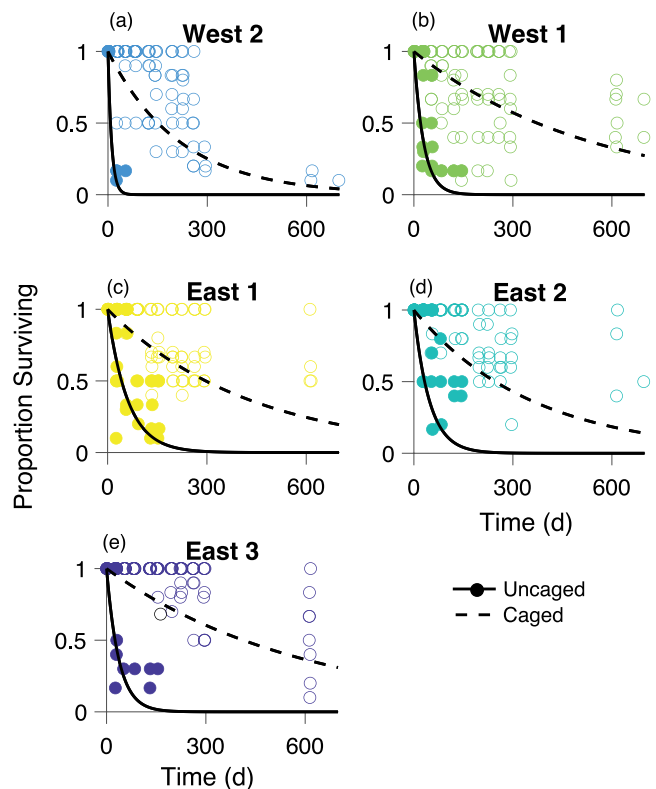 (a) West 2
(b) West 1
1
0.5
0
0 300 600
1
0.5
0
0 300 600
(c) East 1
(d) East 2
1
0.5
0
0 300 600
1
0.5
0
0 300 600
Proportion Surviving
Time (d)
(e) East 3
1
0.5
0
0 300 600
Time (d)
Uncaged
Caged